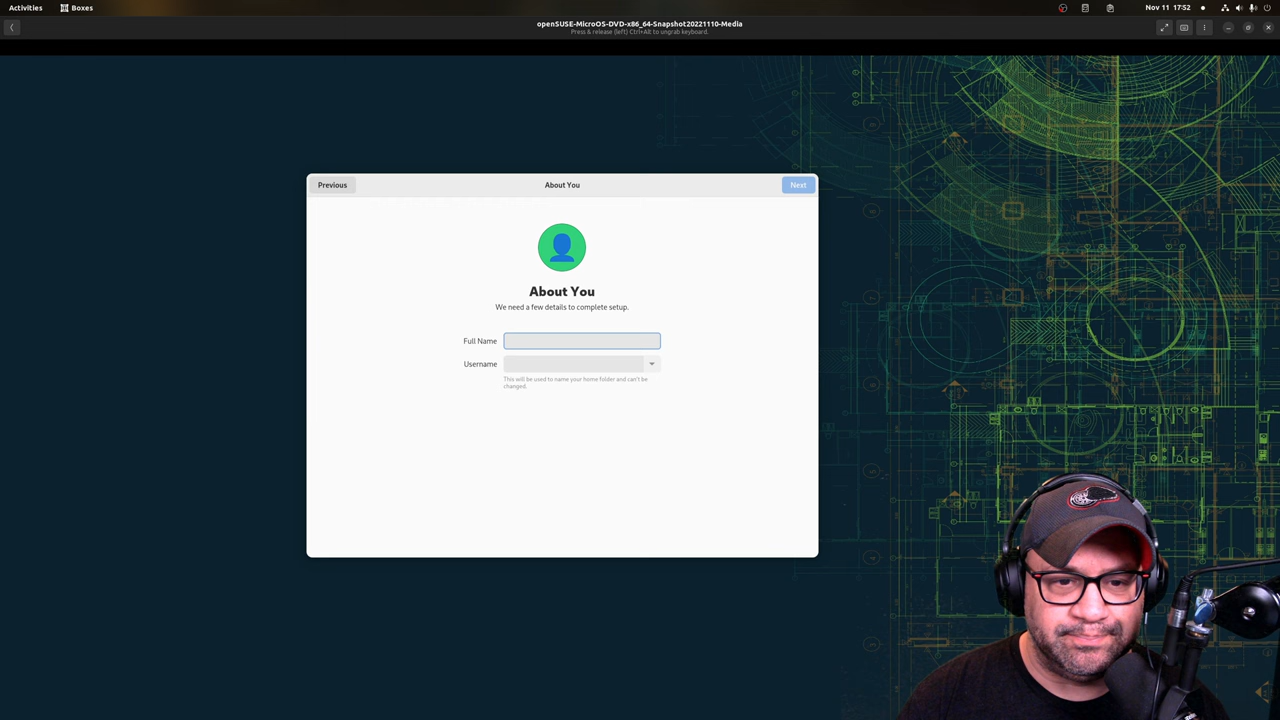 Activities
Boxes
Nov 11 17:52
openSUSE-MicroOS-DVD-x86_64-Snapshot20221110-Media
Press & release (left) Ctrl+Alt to ungrab keyboard.
Previous
About You
Next
About You
We need a few details to complete setup.
Full Name
Username
This will be used to name your home folder and can't be
changed.